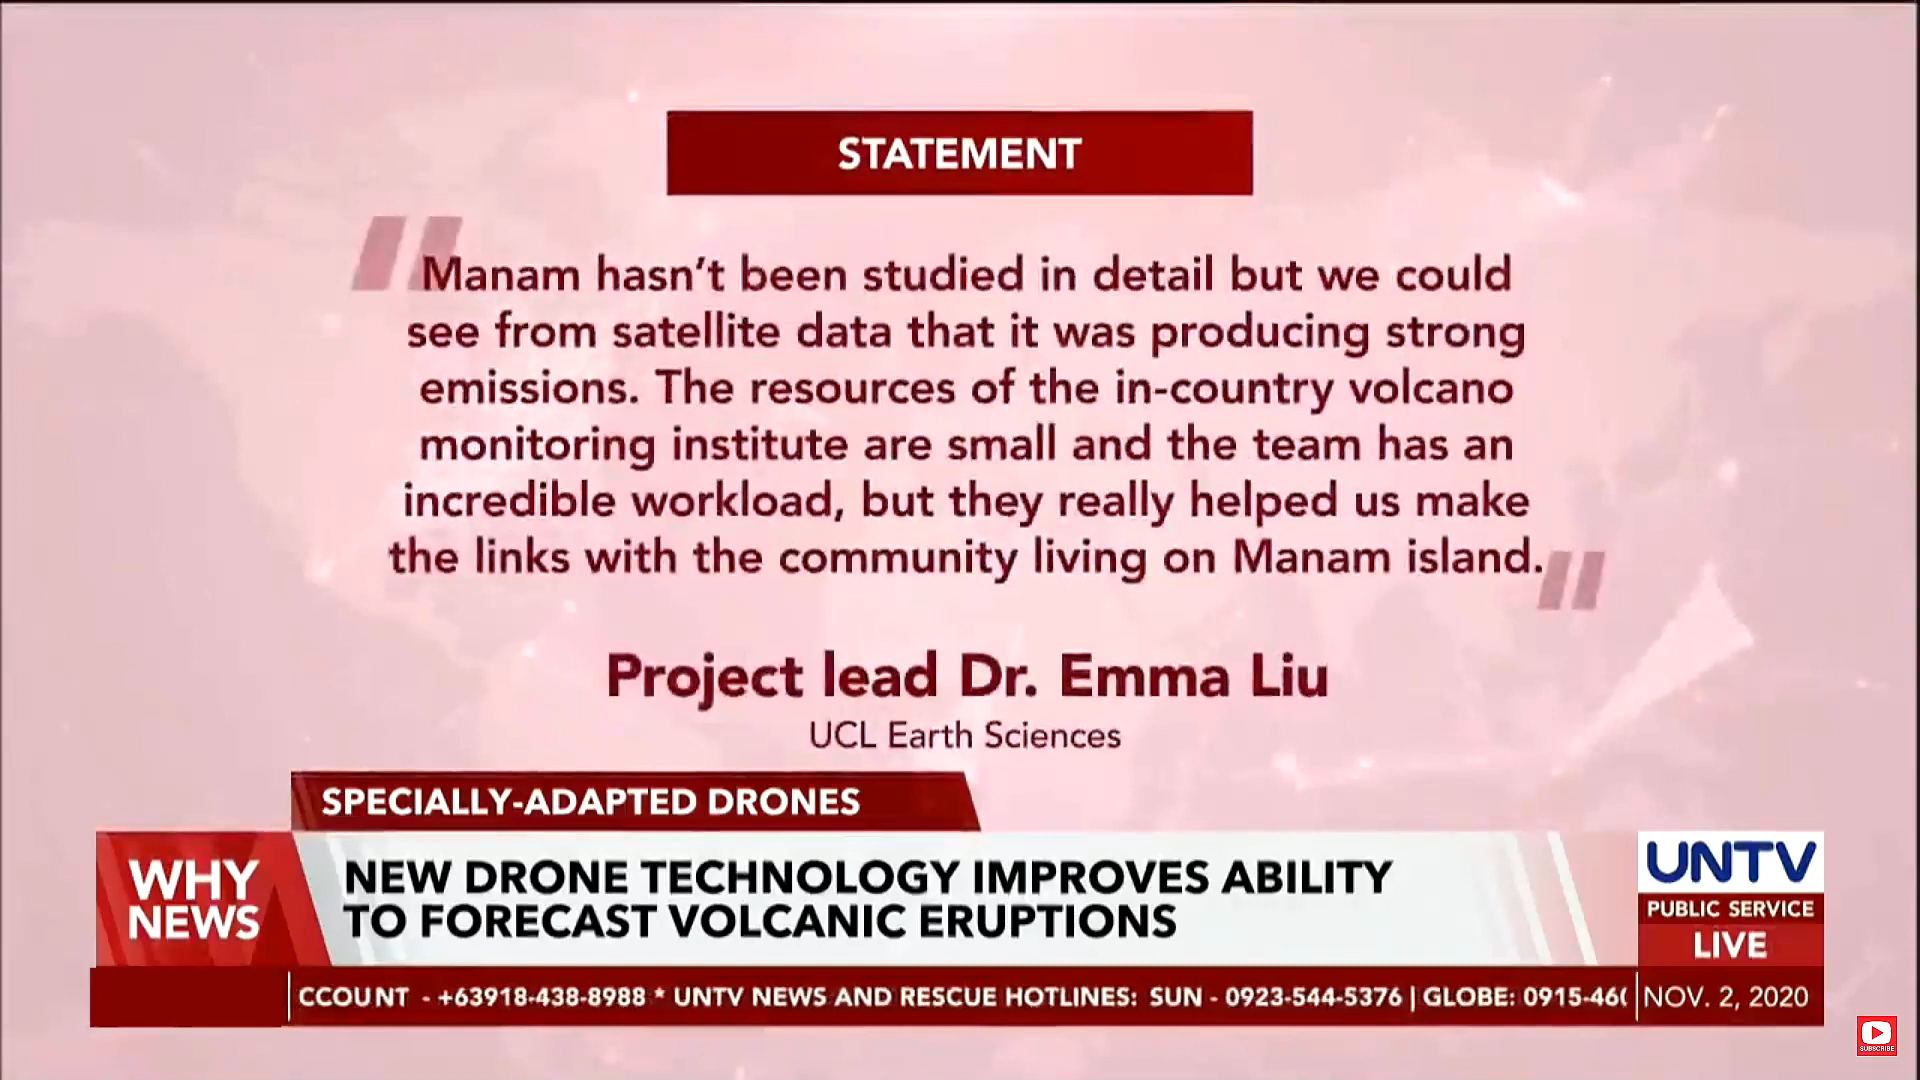 STATEMENT
Manam hasn't been studied in detail but we could
see from satellite data that it was producing strong
emissions. The resources of the in-country volcano
monitoring institute are small and the team has an
incredible workload, but they really helped us make
the links with the community living on Manam island.
Project lead Dr. Emma Liu
UCL Earth Sciences
SPECIALLY-ADAPTED DRONES
WHY
NEWS
NEW DRONE TECHNOLOGY IMPROVES ABILITY
TO FORECAST VOLCANIC ERUPTIONS
UNTV
PUBLIC SERVICE
LIVE
CCOUNT - +63918-438-8988 * UNTV NEWS AND RESCUE HOTLINES: SUN - 0923-544-5376 | GLOBE: 0915-46
NOV. 2, 2020
SUBSCRIBE